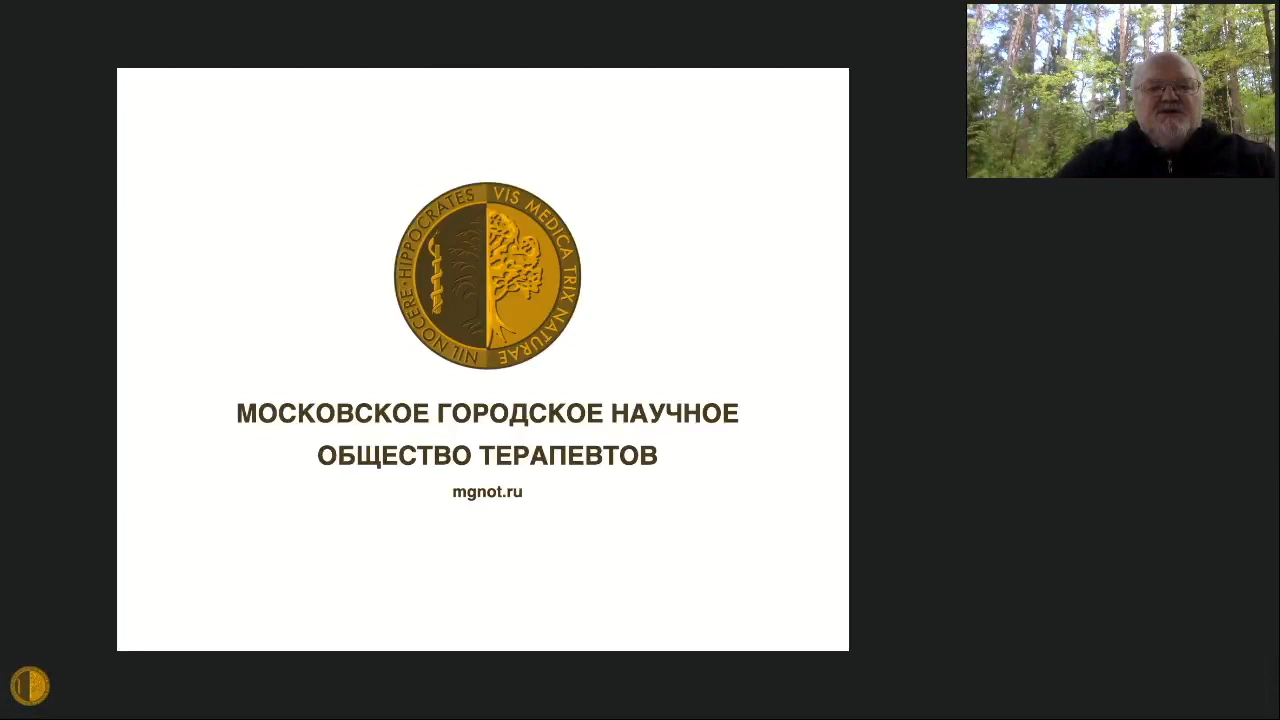 NIL NOCERE · HIPPOCRATES
VIS MEDICA TRIX NATURAE
МОСКОВСКОЕ ГОРОДСКОЕ НАУЧНОЕ
ОБЩЕСТВО ТЕРАПЕВТОВ
mgnot.ru